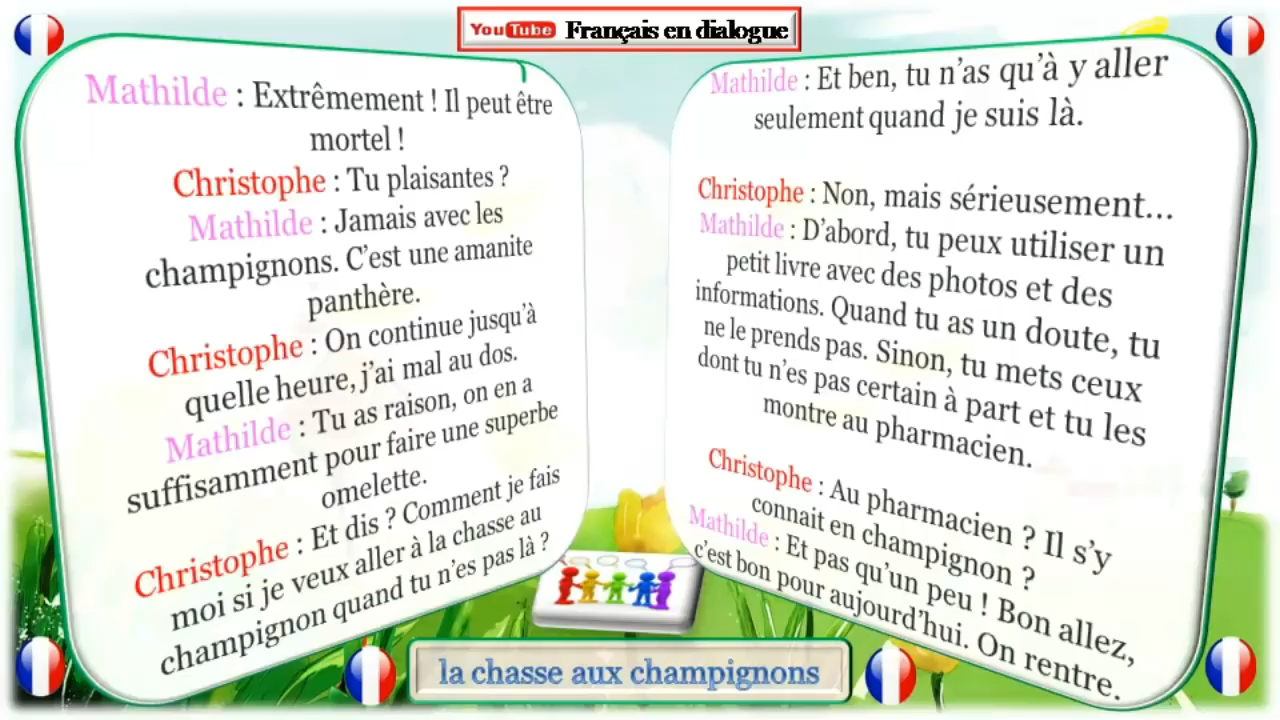 YouTube Français en dialogue
Mathilde : Extrêmement ! Il peut être
mortel !
Christophe : Tu plaisantes ?
Mathilde : Jamais avec les
champignons. C'est une amanite
panthère.
Christophe : On continue jusqu'à
quelle heure, j'ai mal au dos.
Mathilde : Tu as raison, on en a
suffisamment pour faire une superbe
omelette.
Christophe : Et dis ? Comment je fais
moi si je veux aller à la chasse au
champignon quand tu n'es pas là ?
Mathilde : Et ben, tu n'as qu'à y aller
seulement quand je suis là.
Christophe : Non, mais sérieusement...
Mathilde : D'abord, tu peux utiliser un
petit livre avec des photos et des
informations. Quand tu as un doute, tu
ne le prends pas. Sinon, tu mets ceux
dont tu n'es pas certain à part et tu les
montre au pharmacien.
Christophe : Au pharmacien ? Il s'y
connait en champignon ?
Mathilde : Et pas qu'un peu ! Bon allez,
c'est bon pour aujourd'hui. On rentre.
la chasse aux champignons